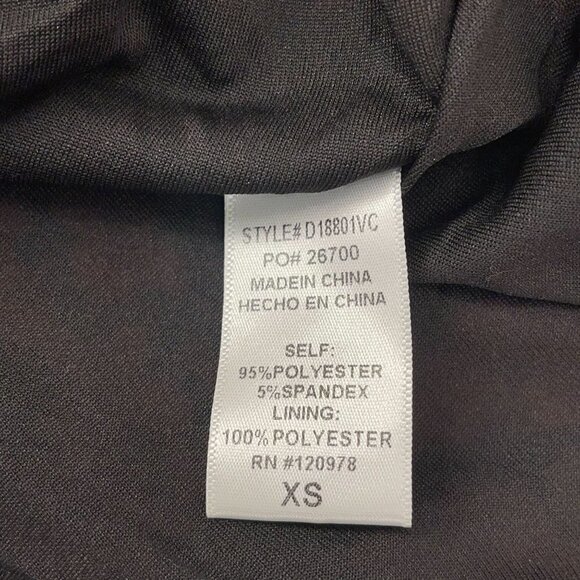 STYLE# D18801VC
PO# 26700
MADEIN CHINA
HECHO EN CHINA
SELF:
95%POLYESTER
5%SPANDEX
LINING:
100%POLYESTER
RN #120978
XS